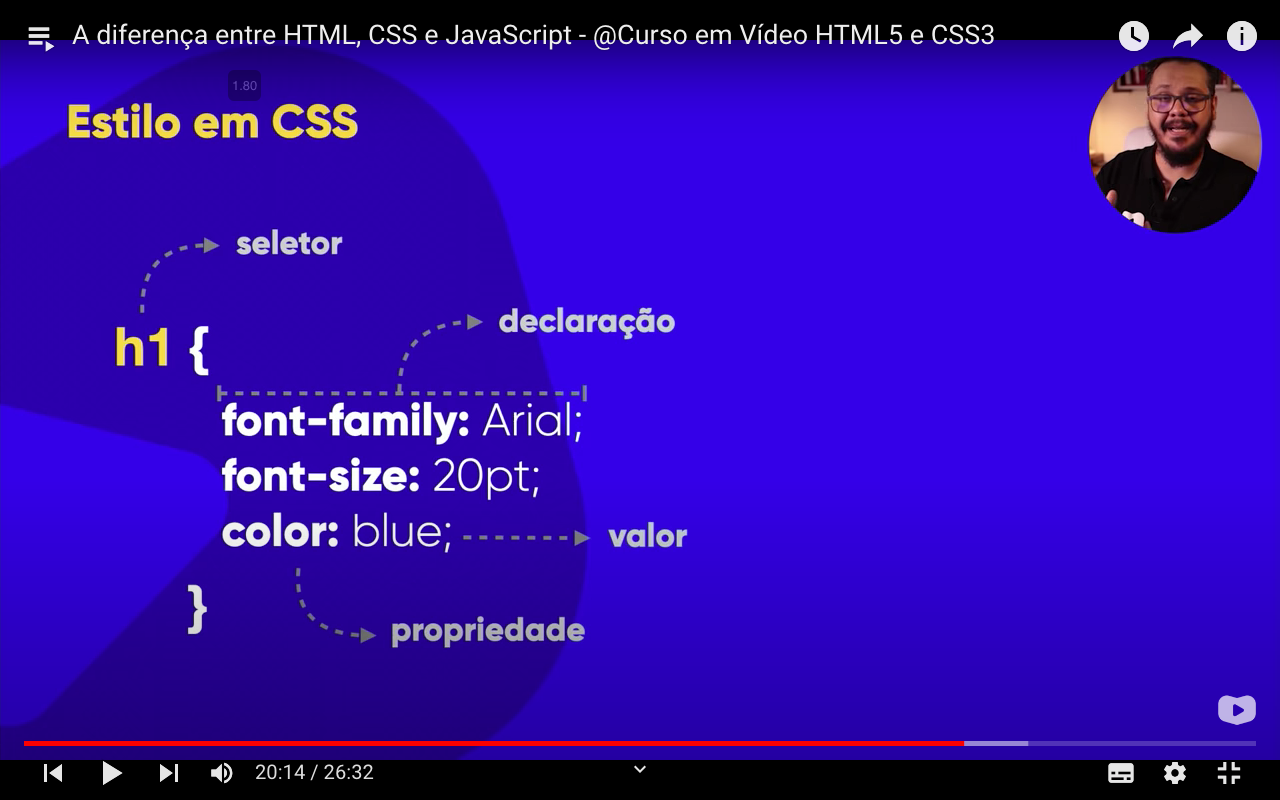 A diferença entre HTML, CSS e JavaScript - @Curso em Vídeo HTML5 e CSS3
1.80
Estilo em CSS
seletor
declaração
h1 {
font-family: Arial;
font-size: 20pt;
color: blue;
valor
}
propriedade
20:14 / 26:32